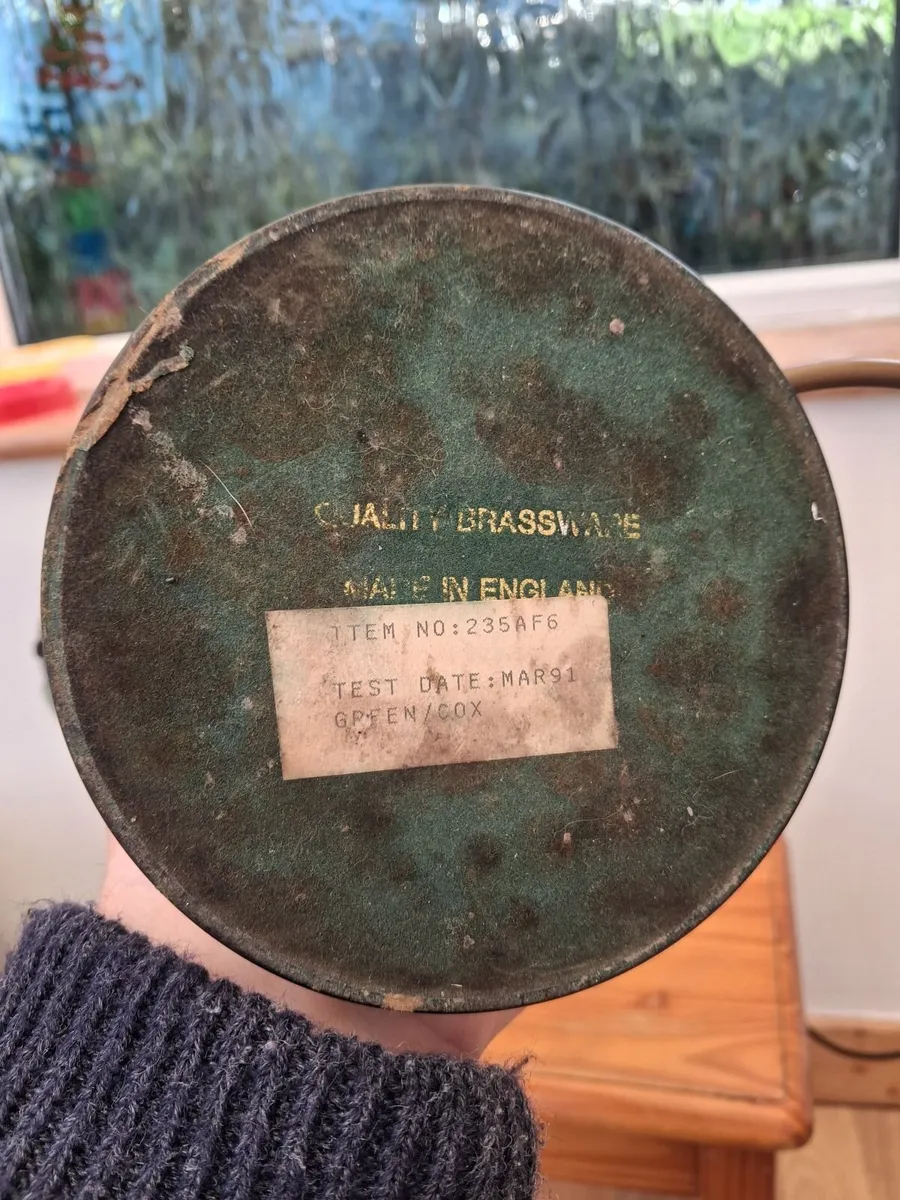 QUALITY BRASSWARE
MADE IN ENGLAND
ITEM NO:235AF6
TEST DATE:MAR91
GREEN/COX